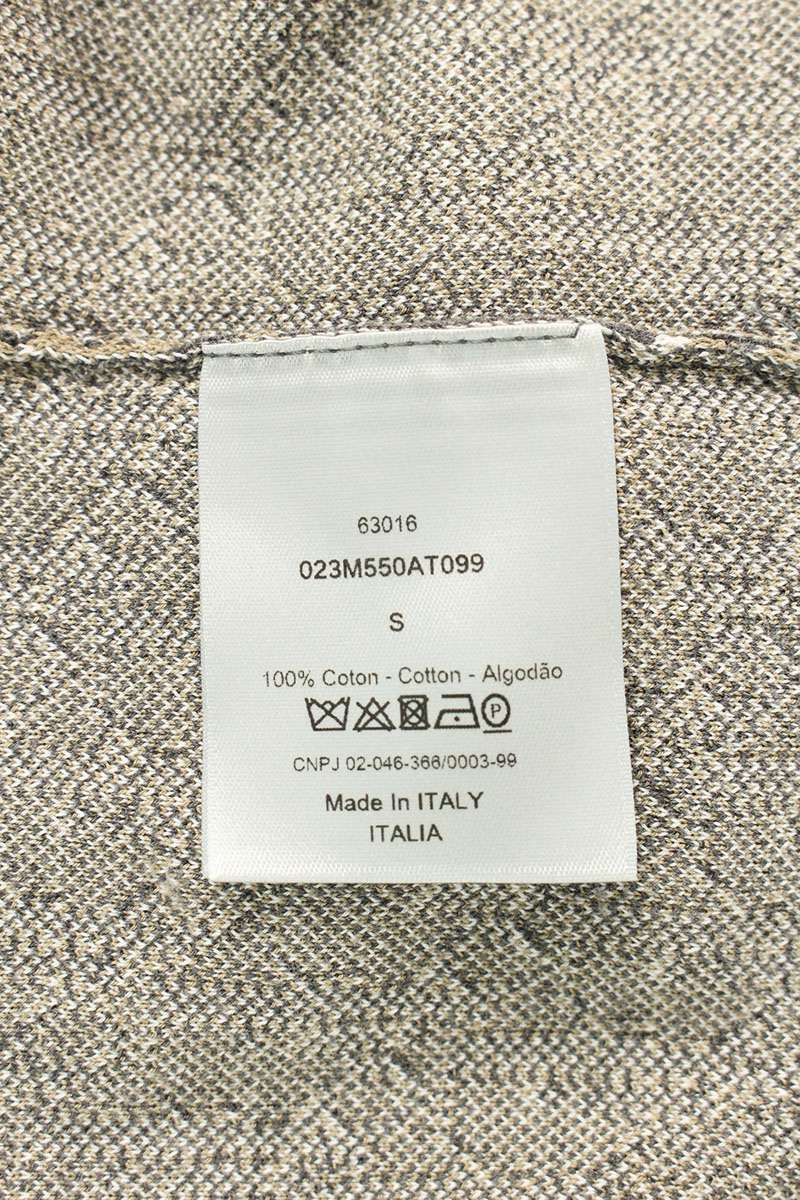 63016
023M550AT099
S
100% Coton - Cotton - Algodão
P
CNPJ 02-046-366/0003-99
Made In ITALY
ITALIA